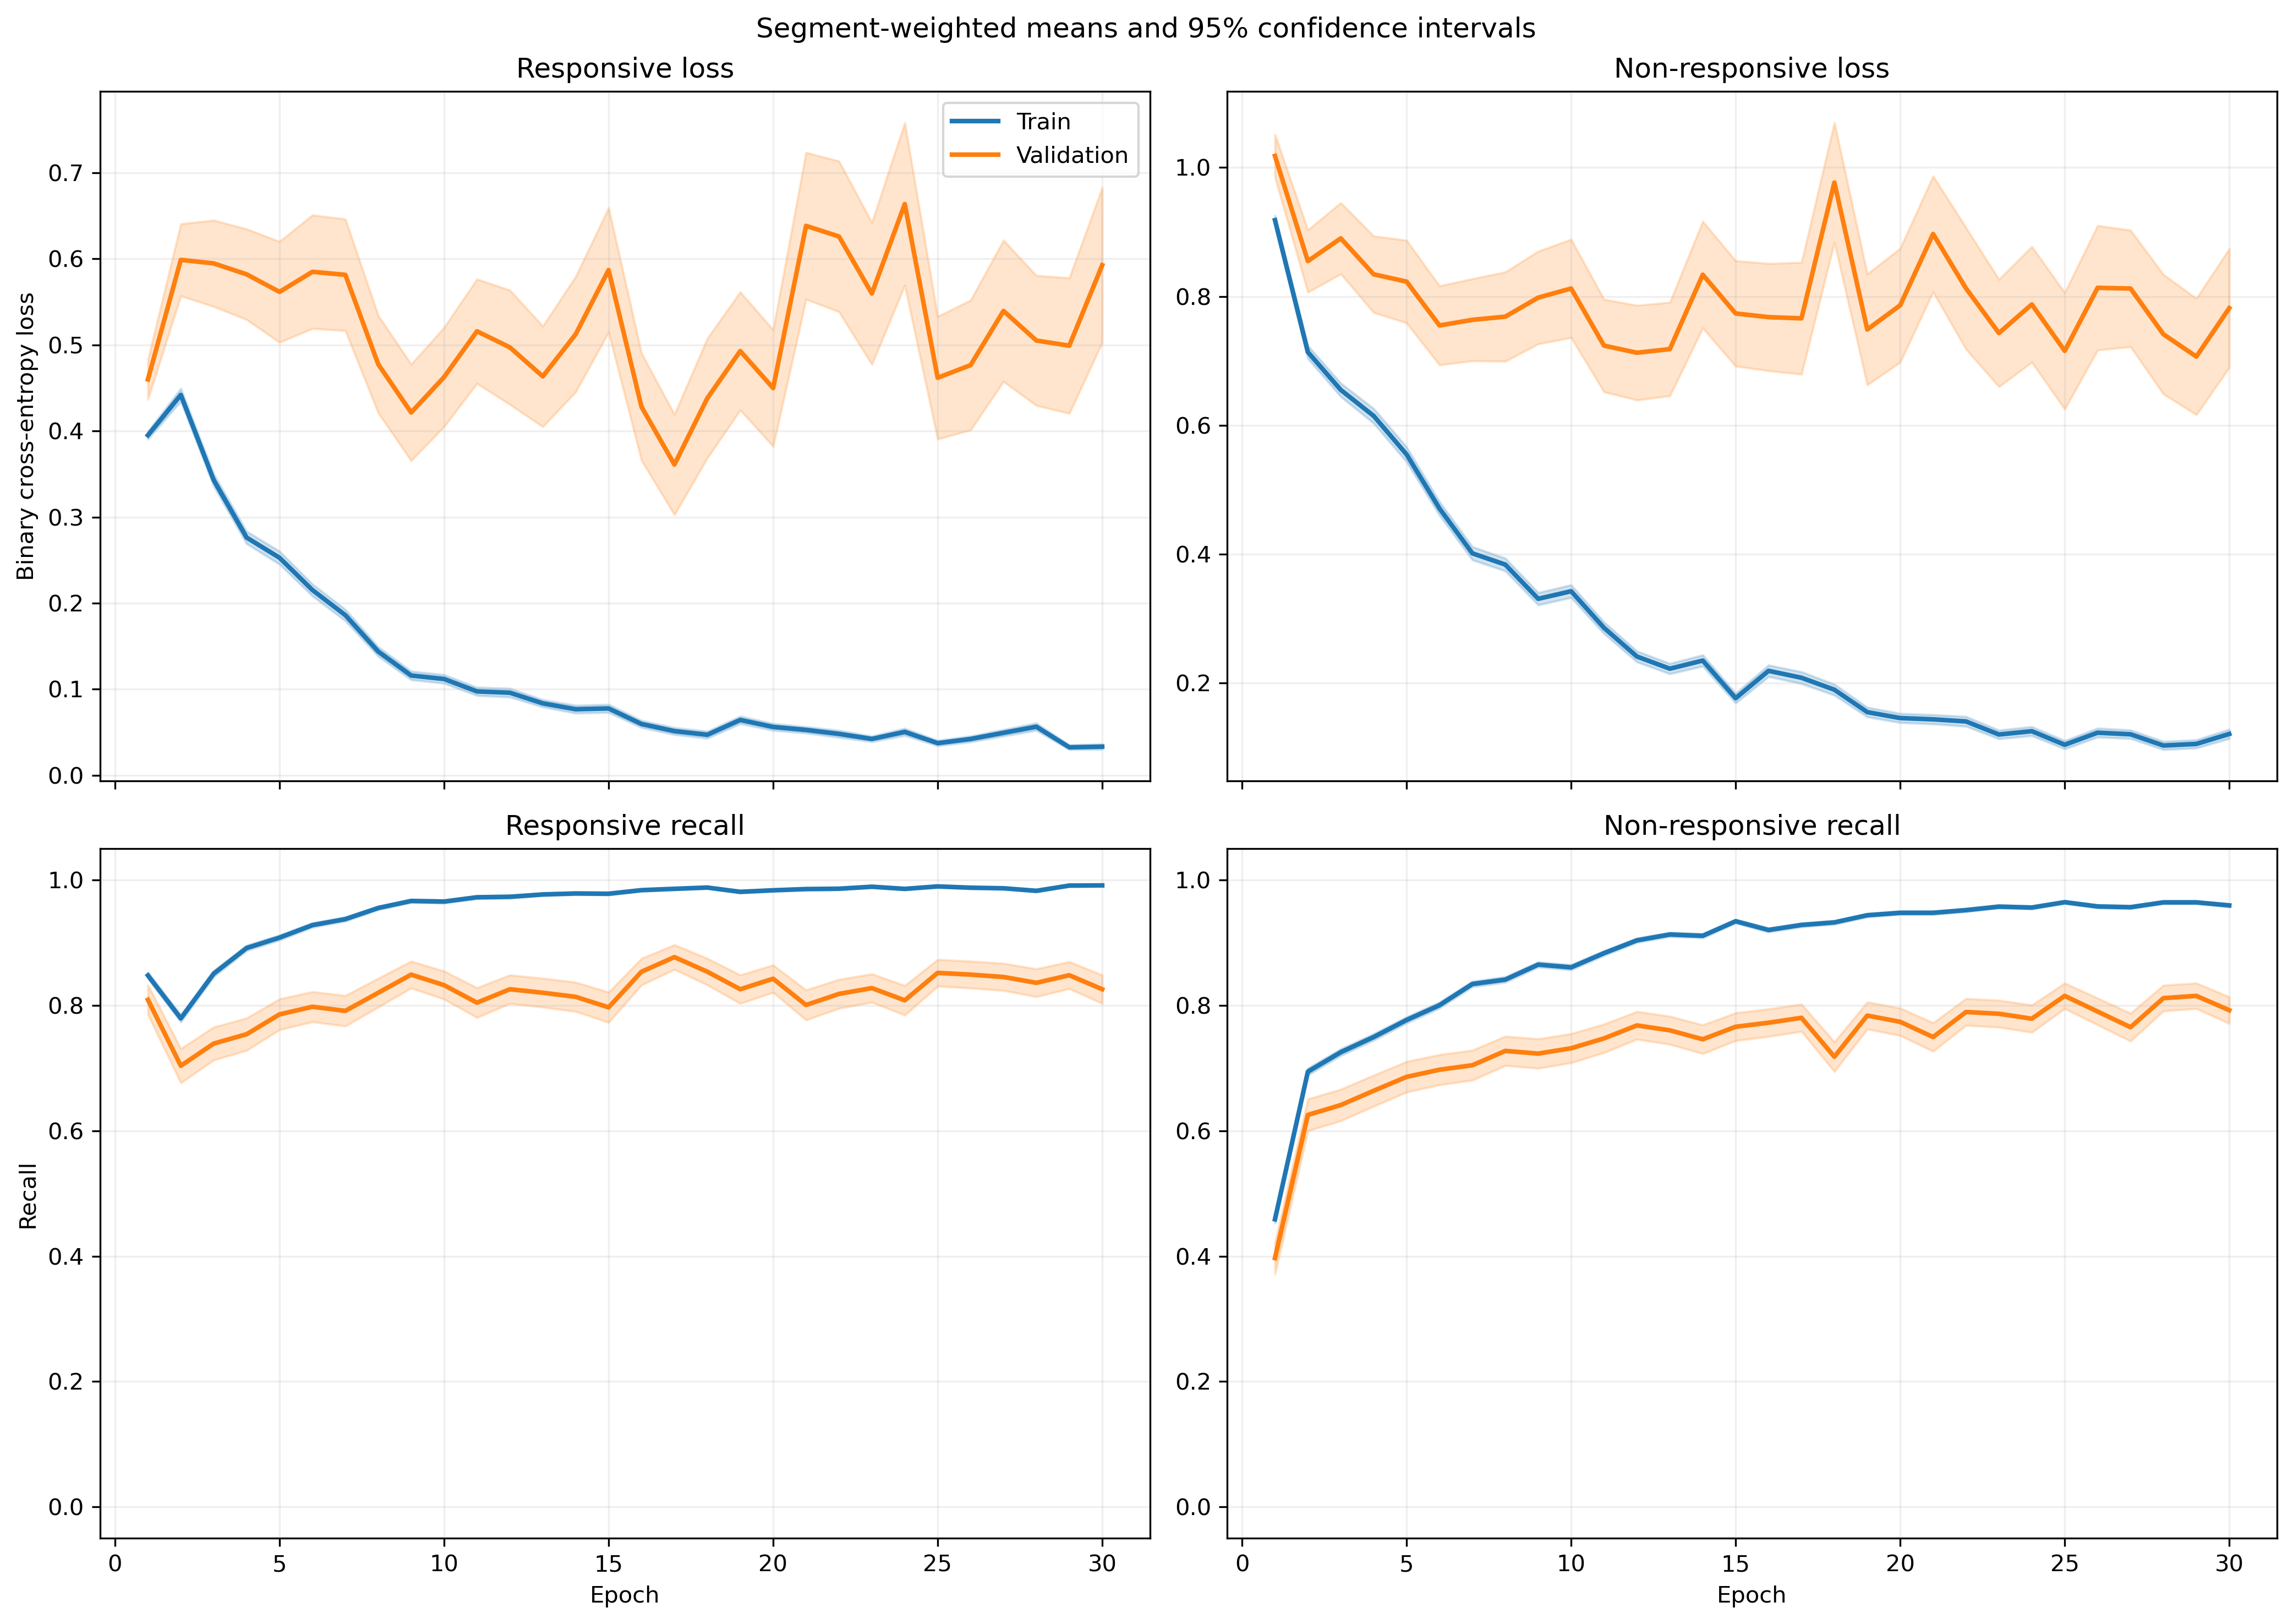 Segment-weighted means and 95% confidence intervals
Responsive loss
Non-responsive loss
Train
Validation
Binary cross-entropy loss
0.7
0.6
0.5
0.4
0.3
0.2
0.1
0.0
1.0
0.8
0.6
0.4
0.2
Responsive recall
Non-responsive recall
Recall
1.0
0.8
0.6
0.4
0.2
0.0
0 5 10 15 20 25 30
Epoch
1.0
0.8
0.6
0.4
0.2
0.0
0 5 10 15 20 25 30
Epoch